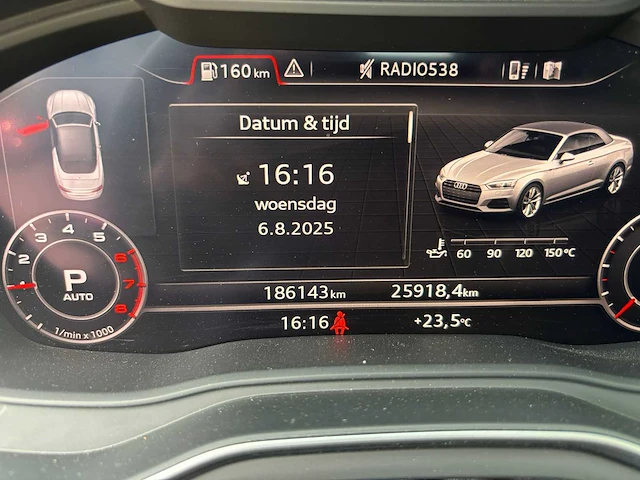 160 km
RADIO538
Datum & tijd
16:16
woensdag
6.8.2025
1 2 3 4 5 6 7 8
P
AUTO
1/min x 1000
60 90 120 150°C
186143 km
25918,4 km
16:16
+23,5°C